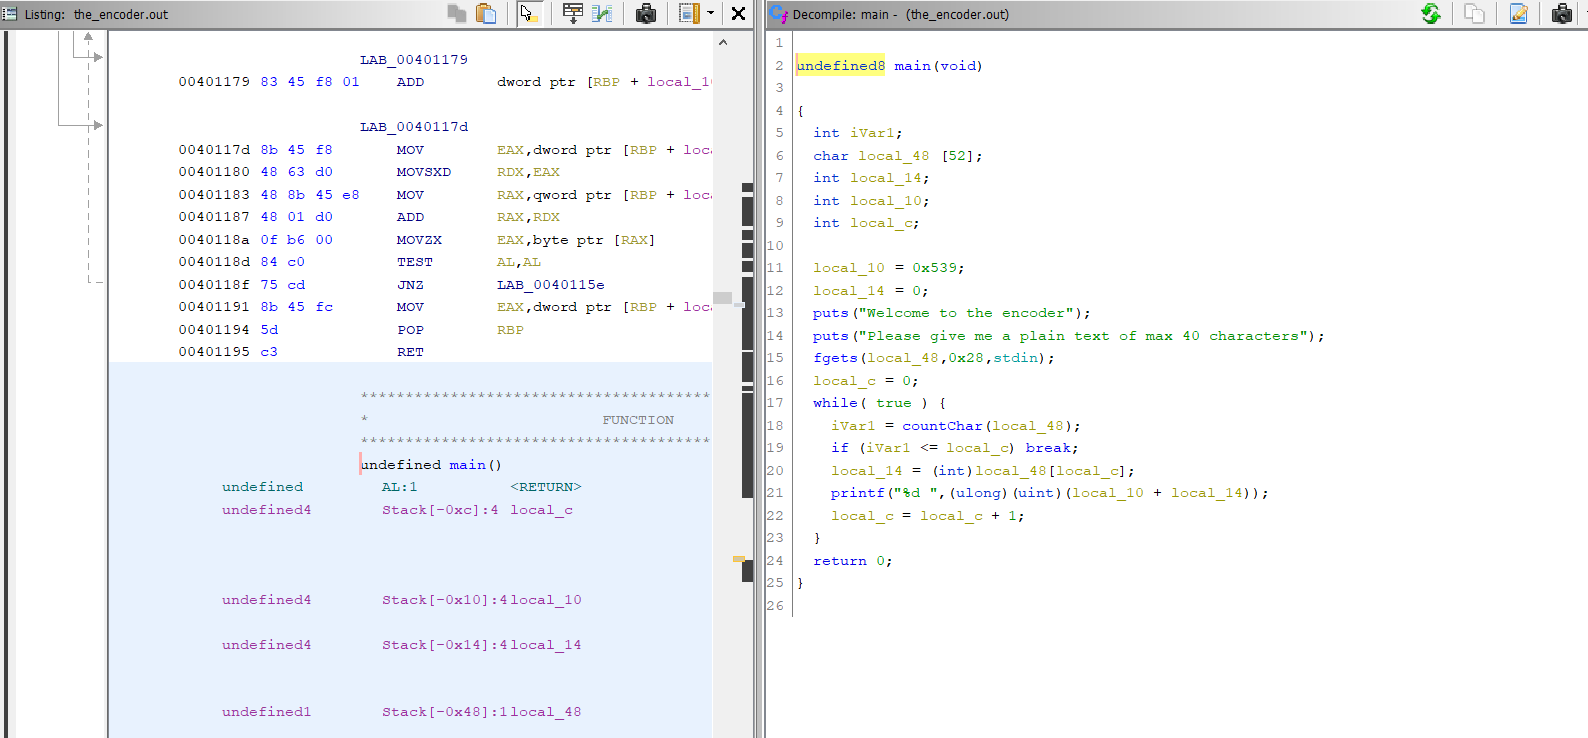 Listing: the_encoder.out
LAB_00401179
00401179 83 45 f8 01 ADD dword ptr [RBP + local_1
LAB_0040117d
0040117d 8b 45 f8 MOV EAX,dword ptr [RBP + loc
00401180 48 63 d0 MOVSXD RDX,EAX
00401183 48 8b 45 e8 MOV RAX,qword ptr [RBP + loc
00401187 48 01 d0 ADD RAX,RDX
0040118a 0f b6 00 MOVZX EAX,byte ptr [RAX]
0040118d 84 c0 TEST AL,AL
0040118f 75 cd JNZ LAB_0040115e
00401191 8b 45 fc MOV EAX,dword ptr [RBP + loc
00401194 5d POP RBP
00401195 c3 RET
****************************************
* FUNCTION
****************************************
undefined main()
undefined AL:1 <RETURN>
undefined4 Stack[-0xc]:4 local_c
undefined4 Stack[-0x10]:4 local_10
undefined4 Stack[-0x14]:4 local_14
undefined1 Stack[-0x48]:1 local_48
Decompile: main - (the_encoder.out)
1
2 undefined8 main(void)
3
4 {
5 int iVar1;
6 char local_48 [52];
7 int local_14;
8 int local_10;
9 int local_c;
10
11 local_10 = 0x539;
12 local_14 = 0;
13 puts("Welcome to the encoder");
14 puts("Please give me a plain text of max 40 characters");
15 fgets(local_48,0x28,stdin);
16 local_c = 0;
17 while( true ) {
18 iVar1 = countChar(local_48);
19 if (iVar1 <= local_c) break;
20 local_14 = (int)local_48[local_c];
21 printf("%d ",(ulong)(uint)(local_10 + local_14));
22 local_c = local_c + 1;
23 }
24 return 0;
25 }
26